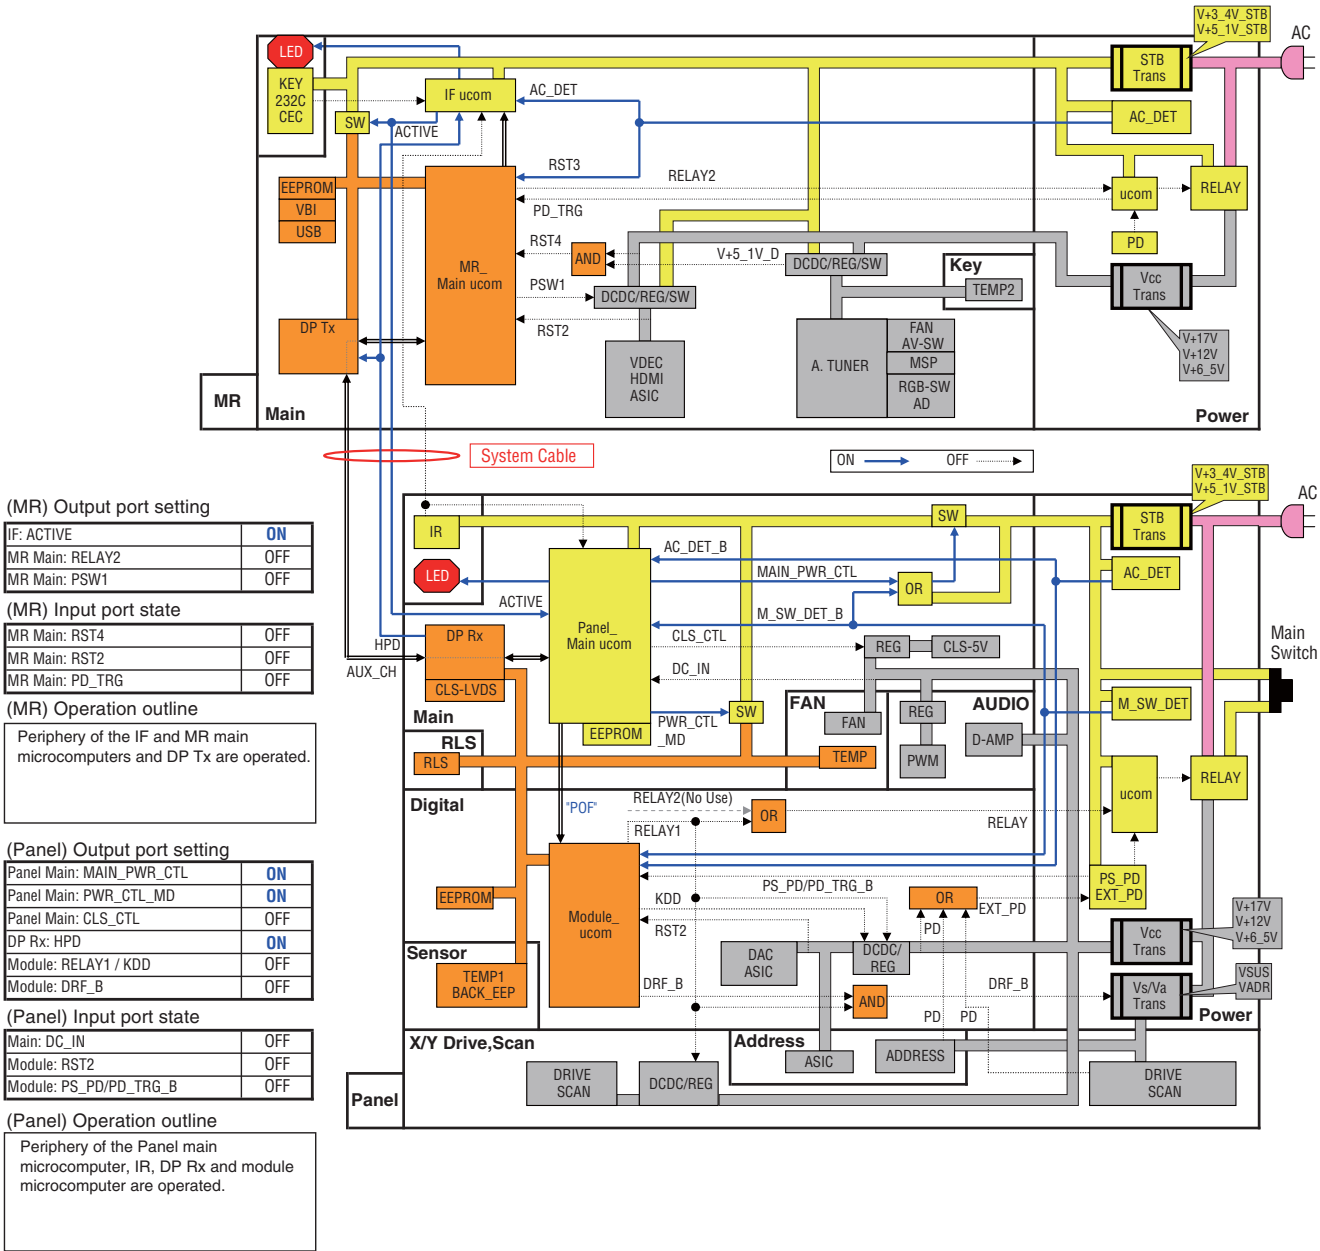 V+3_4V_STB
V+5_1V_STB
AC
LED
KEY
232C
CEC
IF ucom
AC_DET
STB
Trans
AC_DET
SW
ACTIVE
RST3
RELAY2
ucom
RELAY
EEPROM
VBI
USB
PD_TRG
PD
MR_
Main ucom
RST4
AND
V+5_1V_D
DCDC/REG/SW
Key
TEMP2
Vcc
Trans
PSW1
DCDC/REG/SW
RST2
DP Tx
VDEC
HDMI
ASIC
A. TUNER
FAN
AV-SW
MSP
RGB-SW
AD
V+17V
V+12V
V+6_5V
MR
Main
Power
System Cable
ON
OFF
(MR) Output port setting
IF: ACTIVE ON
MR Main: RELAY2 OFF
MR Main: PSW1 OFF
(MR) Input port state
MR Main: RST4 OFF
MR Main: RST2 OFF
MR Main: PD_TRG OFF
(MR) Operation outline
Periphery of the IF and MR main
microcomputers and DP Tx are operated.
(Panel) Output port setting
Panel Main: MAIN_PWR_CTL ON
Panel Main: PWR_CTL_MD ON
Panel Main: CLS_CTL OFF
DP Rx: HPD ON
Module: RELAY1 / KDD OFF
Module: DRF_B OFF
(Panel) Input port state
Main: DC_IN OFF
Module: RST2 OFF
Module: PS_PD/PD_TRG_B OFF
(Panel) Operation outline
Periphery of the Panel main
microcomputer, IR, DP Rx and module
microcomputer are operated.
V+3_4V_STB
V+5_1V_STB
AC
IR
SW
STB
Trans
LED
AC_DET_B
MAIN_PWR_CTL
OR
AC_DET
ACTIVE
M_SW_DET_B
Panel_
Main ucom
HPD
DP Rx
CLS_CTL
REG
CLS-5V
Main
Switch
AUX_CH
CLS-LVDS
DC_IN
Main
EEPROM
PWR_CTL
_MD
SW
FAN
FAN
REG
AUDIO
M_SW_DET
RLS
RLS
TEMP
PWM
D-AMP
RELAY
ucom
Digital
"POF"
RELAY2(No Use)
OR
RELAY1
RELAY
EEPROM
Module_
ucom
KDD
PS_PD/PD_TRG_B
OR
EXT_PD
PS_PD
EXT_PD
RST2
PD
V+17V
V+12V
V+6_5V
Sensor
TEMP1
BACK_EEP
DAC
ASIC
DCDC/
REG
Vcc
Trans
DRF_B
AND
DRF_B
Vs/Va
Trans
VSUS
VADR
PD
PD
Power
X/Y Drive,Scan
Address
ASIC
ADDRESS
DRIVE
SCAN
DCDC/REG
DRIVE
SCAN
Panel